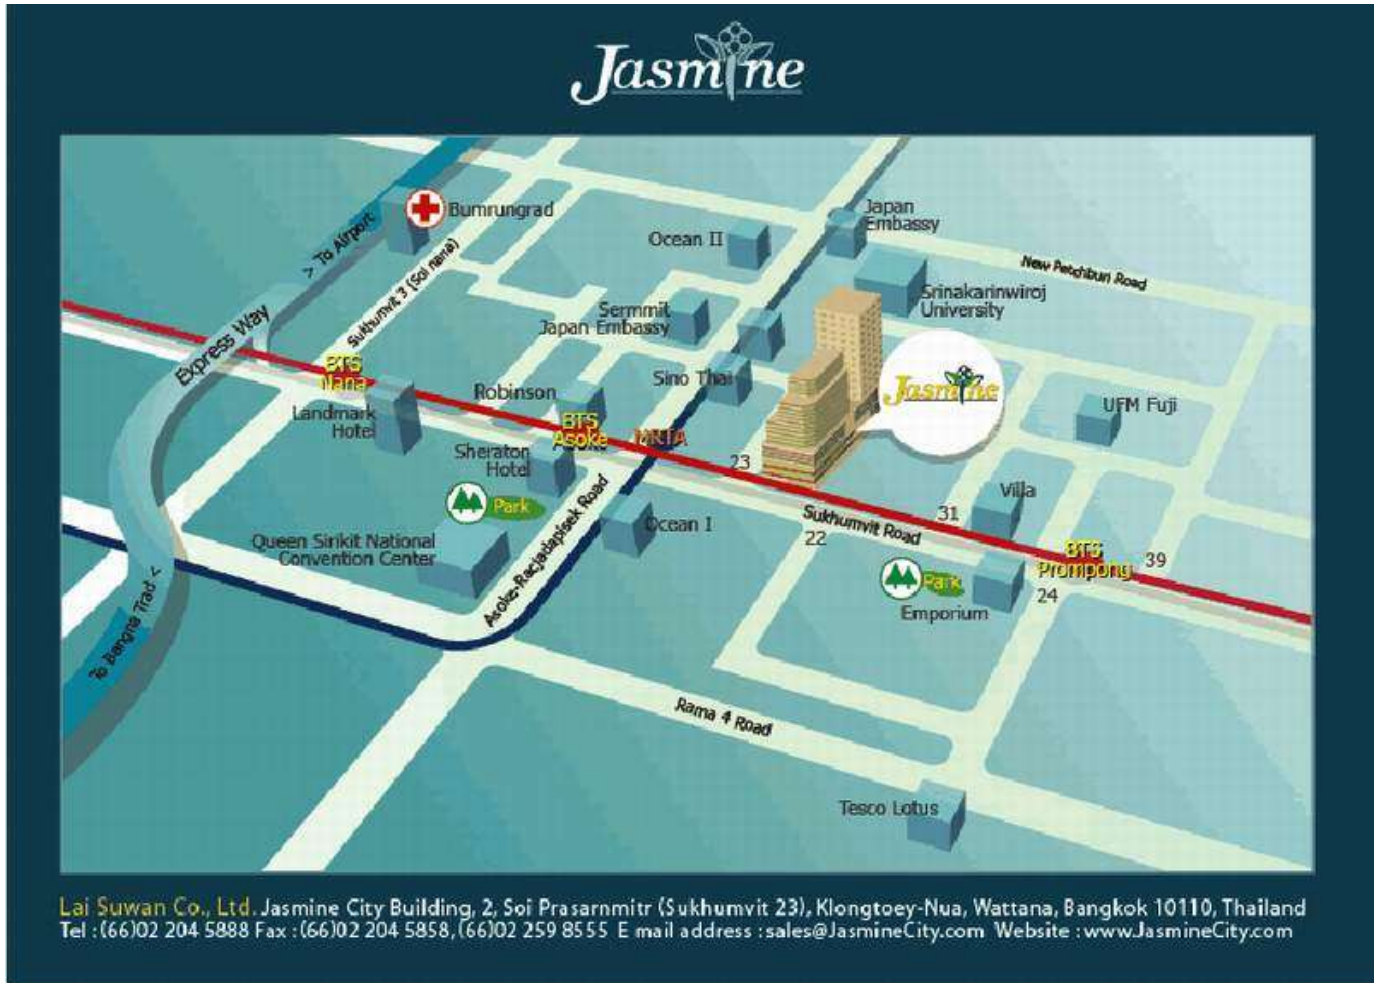 Jasmine
Bumrungrad
Japan
Embassy
Ocean II
> To Airport
Sukhumvit 3 (Soi nana)
New Petchburi Road
Srinakarinwiroj
University
Sermmit
Japan Embassy
Express Way
BTS
Nana
Sino Thai
Jasmine
Robinson
Landmark
Hotel
UFM Fuji
BTS
Asoke
MRTA
Sheraton
Hotel
23
Park
Villa
31
Sukhumvit Road
22
Ocean I
Asoke-Racjadapisek Road
Queen Sirikit National
Convention Center
BTS
Prompong
39
Park
24
Emporium
To Bangna Trad <
Rama 4 Road
Tesco Lotus
Lai Suwan Co., Ltd. Jasmine City Building, 2, Soi Prasarnmitr (Sukhumvit 23), Klongtoey-Nua, Wattana, Bangkok 10110, Thailand
Tel :(66)02 204 5888 Fax :(66)02 204 5858,(66)02 259 8555 E mail address :sales@JasmineCity.com Website :www.JasmineCity.com